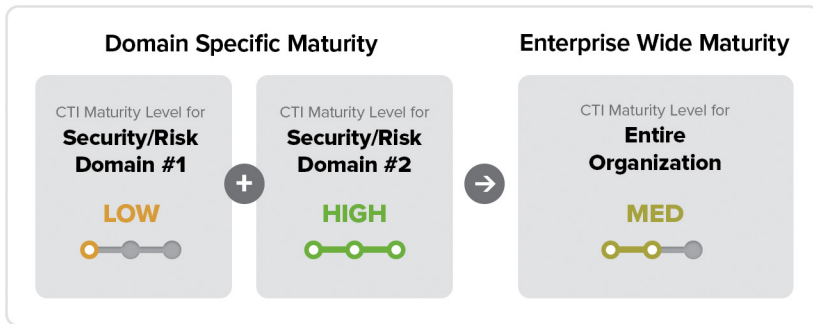 Domain Specific Maturity
Enterprise Wide Maturity
CTI Maturity Level for
Security/Risk
Domain #1
LOW
+
CTI Maturity Level for
Security/Risk
Domain #2
HIGH
CTI Maturity Level for
Entire
Organization
MED